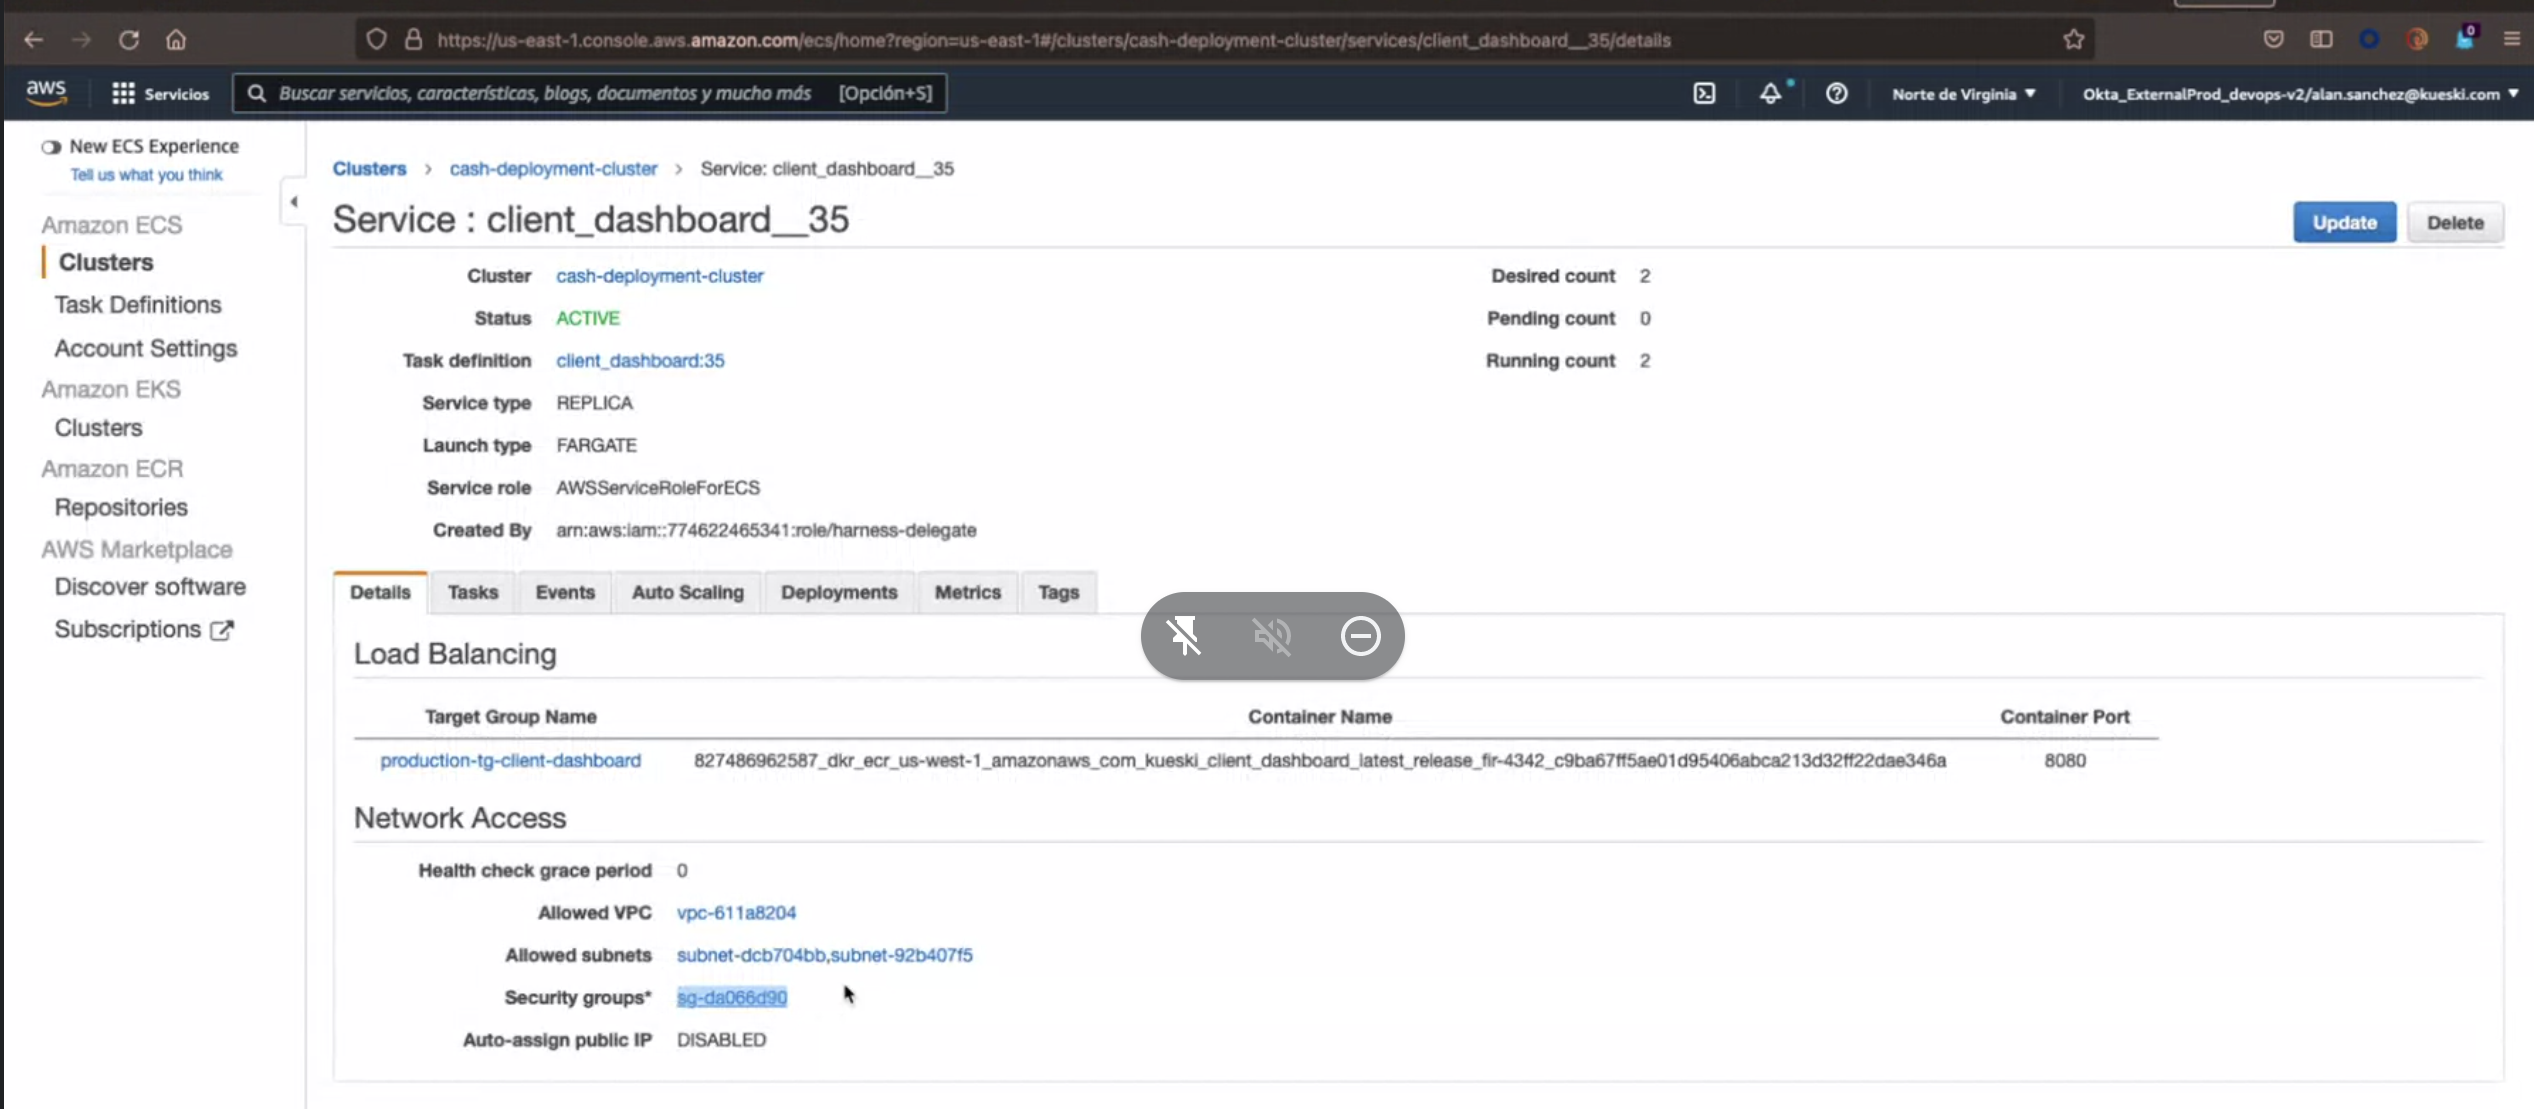 https://us-east-1.console.aws.amazon.com/ecs/home?region=us-east-1#/clusters/cash-deployment-cluster/services/client_dashboard__35/details
0
aws
Servicios
Buscar servicios, características, blogs, documentos y mucho más [Opción+S]
Norte de Virginia
Okta_ExternalProd_devops-v2/alan.sanchez@kueski.com
New ECS Experience
Tell us what you think
Amazon ECS
Clusters
Task Definitions
Account Settings
Amazon EKS
Clusters
Amazon ECR
Repositories
AWS Marketplace
Discover software
Subscriptions
Clusters > cash-deployment-cluster > Service: client_dashboard__35
Service : client_dashboard__35
Update
Delete
Cluster cash-deployment-cluster
Status ACTIVE
Task definition client_dashboard:35
Service type REPLICA
Launch type FARGATE
Service role AWSServiceRoleForECS
Created By arn:aws:iam::774622465341:role/harness-delegate
Desired count 2
Pending count 0
Running count 2
Details Tasks Events Auto Scaling Deployments Metrics Tags
Load Balancing
Target Group Name Container Name Container Port
production-tg-client-dashboard 827486962587_dkr_ecr_us-west-1_amazonaws_com_kueski_client_dashboard_latest_release_fir-4342_c9ba67ff5ae01d95406abca213d32ff22dae346a 8080
Network Access
Health check grace period 0
Allowed VPC vpc-611a8204
Allowed subnets subnet-dcb704bb,subnet-92b407f5
Security groups* sg-da066d90
Auto-assign public IP DISABLED